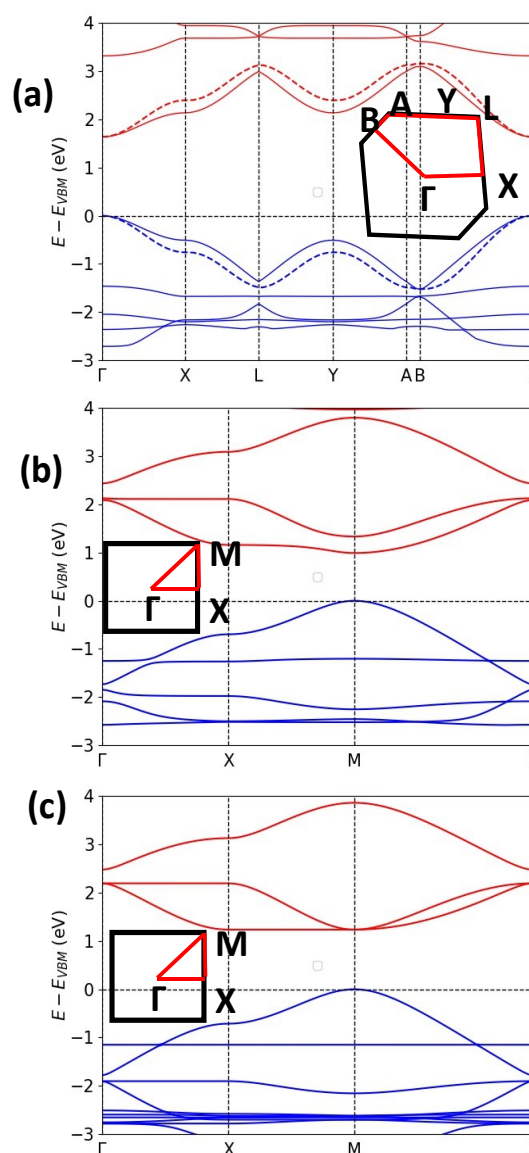 (a)
E − E_VBM (eV)
4
3
2
1
0
−1
−2
−3
B A Y L
Γ X
Γ X L Y A B
(b)
E − E_VBM (eV)
4
3
2
1
0
−1
−2
−3
M
Γ X
Γ X M
(c)
E − E_VBM (eV)
4
3
2
1
0
−1
−2
−3
M
Γ X
Γ X M